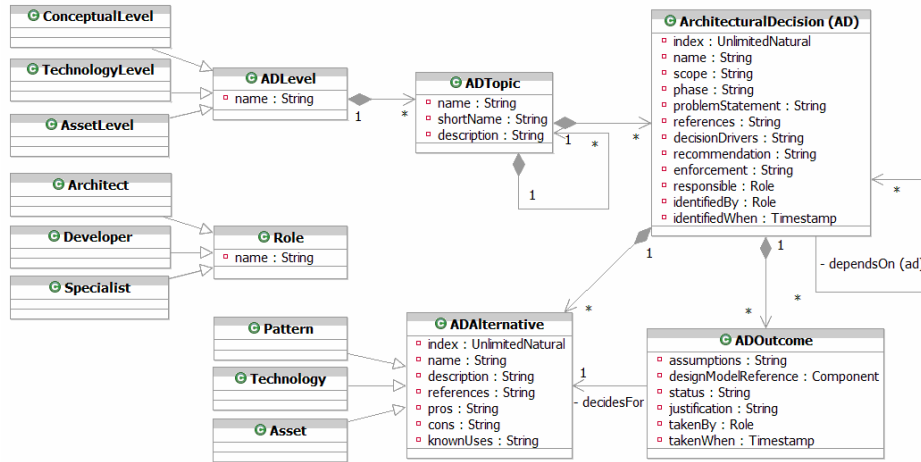 ConceptualLevel
TechnologyLevel
AssetLevel
ADLevel
name : String
1
*
ADTopic
name : String
shortName : String
description : String
1
*
1
*
ArchitecturalDecision (AD)
index : UnlimitedNatural
name : String
scope : String
phase : String
problemStatement : String
references : String
decisionDrivers : String
recommendation : String
enforcement : String
responsible : Role
identifiedBy : Role
identifiedWhen : Timestamp
*
- dependsOn (ad)
*
1
*
1
*
Architect
Developer
Specialist
Role
name : String
Pattern
Technology
Asset
ADAlternative
index : UnlimitedNatural
name : String
description : String
references : String
pros : String
cons : String
knownUses : String
1
- decidesFor
ADOutcome
assumptions : String
designModelReference : Component
status : String
justification : String
takenBy : Role
takenWhen : Timestamp